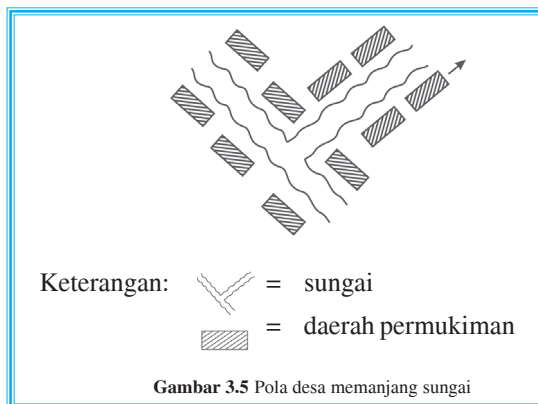 Keterangan: = sungai
= daerah permukiman
Gambar 3.5 Pola desa memanjang sungai